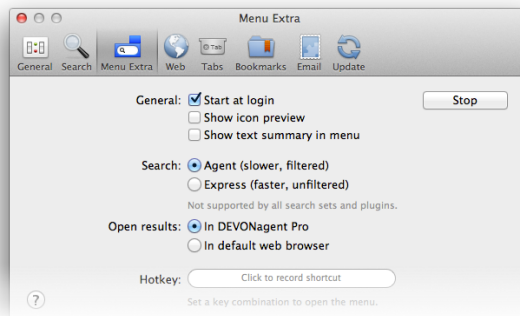 Menu Extra
Tab
General Search Menu Extra Web Tabs Bookmarks Email Update
General: Start at login Stop
Show icon preview
Show text summary in menu
Search: Agent (slower, filtered)
Express (faster, unfiltered)
Not supported by all search sets and plugins.
Open results: In DEVONagent Pro
In default web browser
Hotkey: Click to record shortcut
? Set a key combination to open the menu.